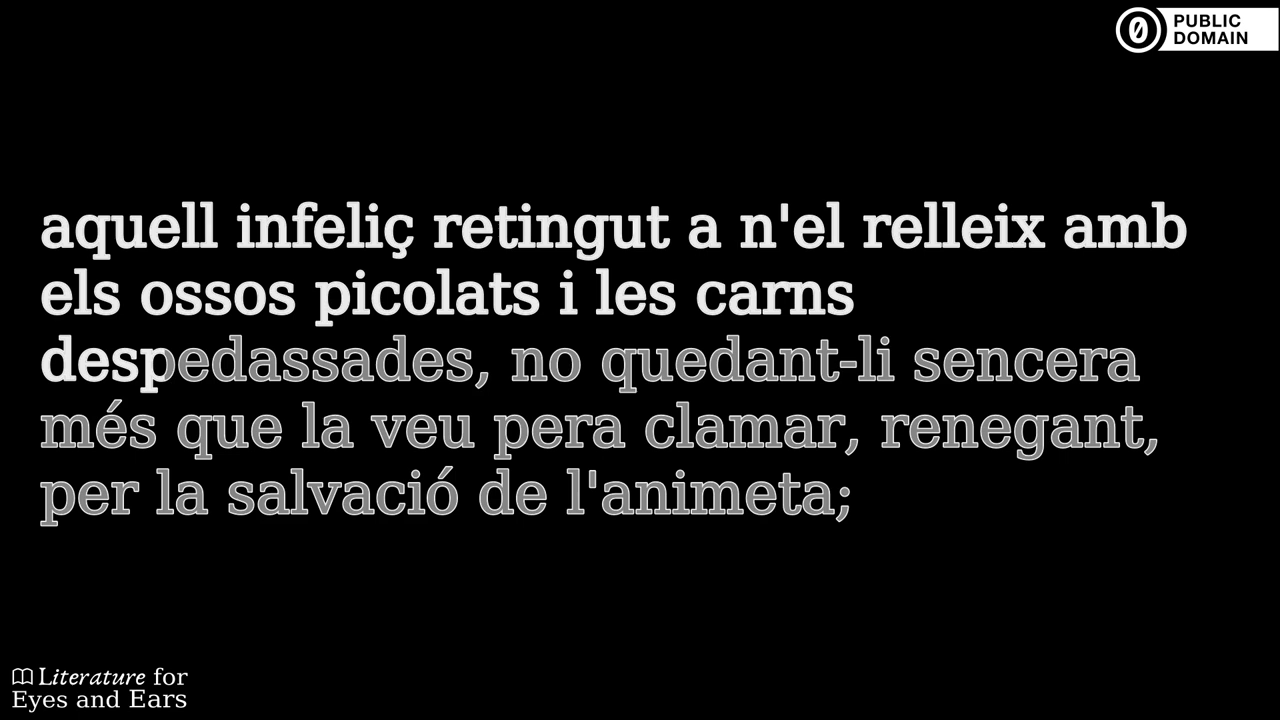 PUBLIC
DOMAIN
aquell infeliç retingut a n'el relleix amb
els ossos picolats i les carns
despedassades, no quedant-li sencera
més que la veu pera clamar, renegant,
per la salvació de l'animeta;
Literature for
Eyes and Ears